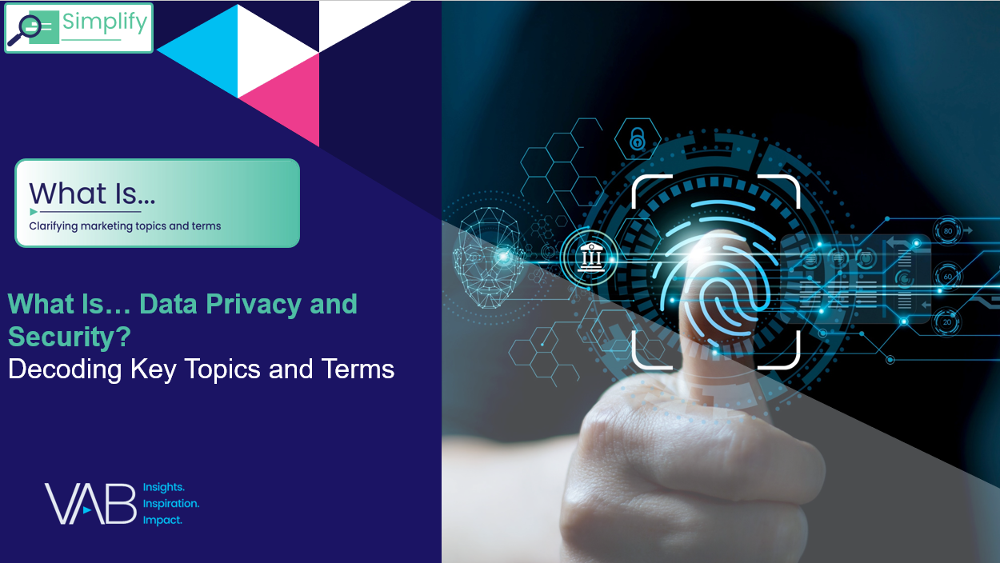 Simplify
What Is...
Clarifying marketing topics and terms
What Is… Data Privacy and
Security?
Decoding Key Topics and Terms
VAB
Insights.
Inspiration.
Impact.
80
60
20